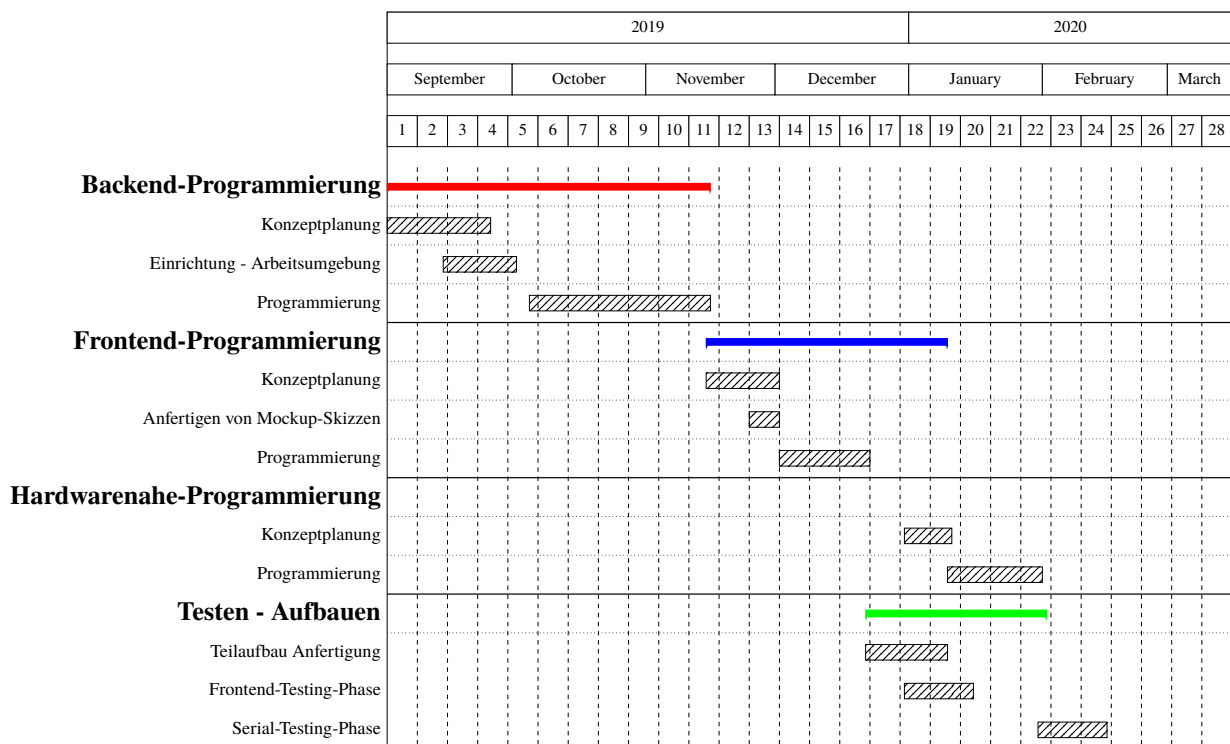 2019 2020
September October November December January February March
1 2 3 4 5 6 7 8 9 10 11 12 13 14 15 16 17 18 19 20 21 22 23 24 25 26 27 28
Backend-Programmierung
Konzeptplanung
Einrichtung - Arbeitsumgebung
Programmierung
Frontend-Programmierung
Konzeptplanung
Anfertigen von Mockup-Skizzen
Programmierung
Hardwarenahe-Programmierung
Konzeptplanung
Programmierung
Testen - Aufbauen
Teilaufbau Anfertigung
Frontend-Testing-Phase
Serial-Testing-Phase